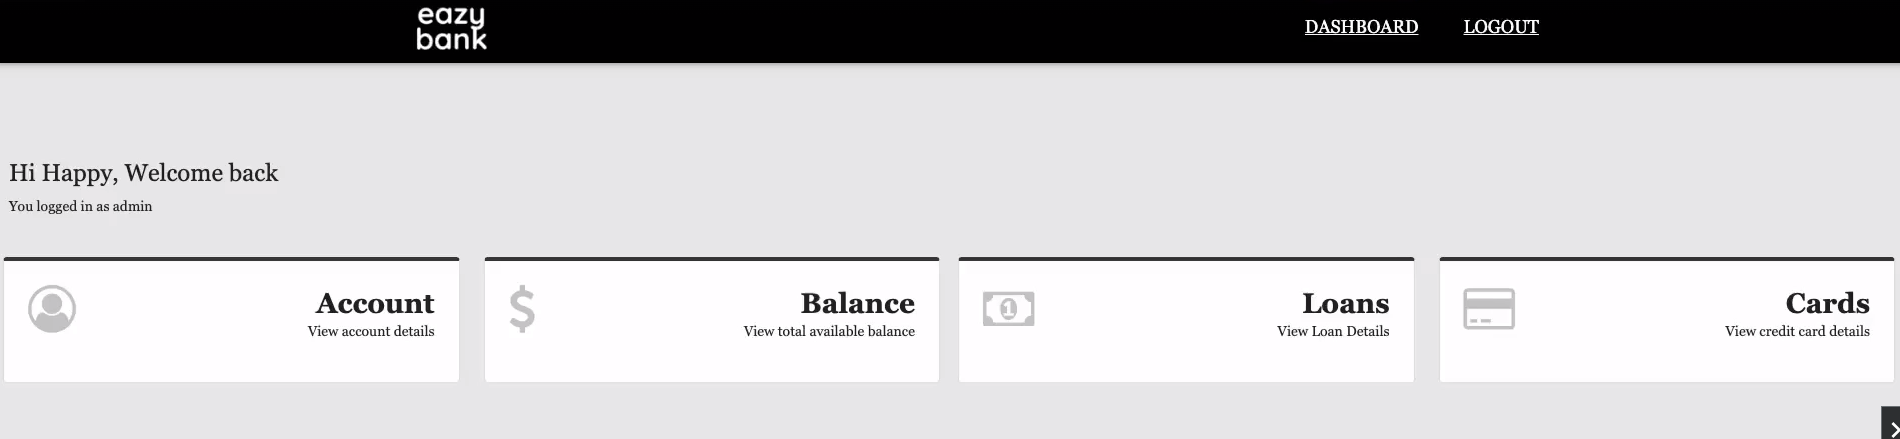 eazy
bank
DASHBOARD
LOGOUT
Hi Happy, Welcome back
You logged in as admin
Account
View account details
Balance
View total available balance
1
Loans
View Loan Details
Cards
View credit card details